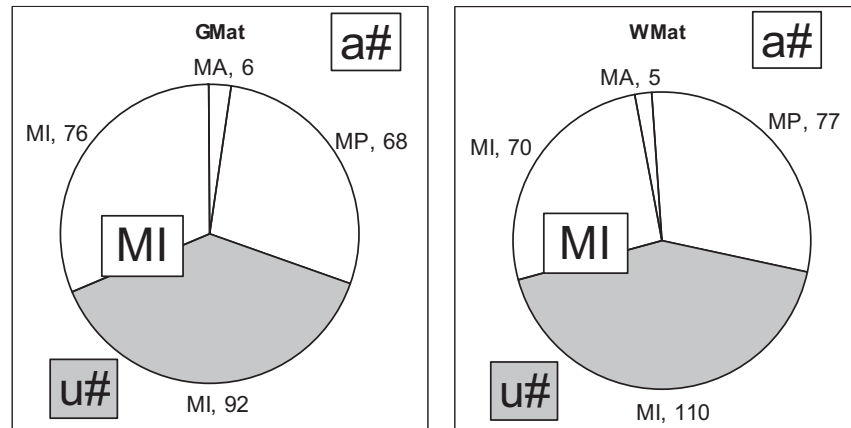 GMat
a#
MA, 6
MI, 76
MP, 68
MI
u#
MI, 92
WMat
a#
MA, 5
MP, 77
MI, 70
MI
u#
MI, 110